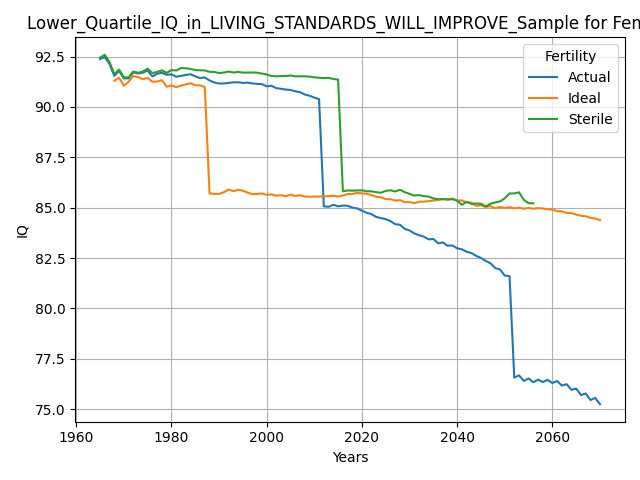 Lower_Quartile_IQ_in_LIVING_STANDARDS_WILL_IMPROVE_Sample for Fem
Fertility
Actual
Ideal
Sterile
IQ
92.5
90.0
87.5
85.0
82.5
80.0
77.5
75.0
1960 1980 2000 2020 2040 2060
Years